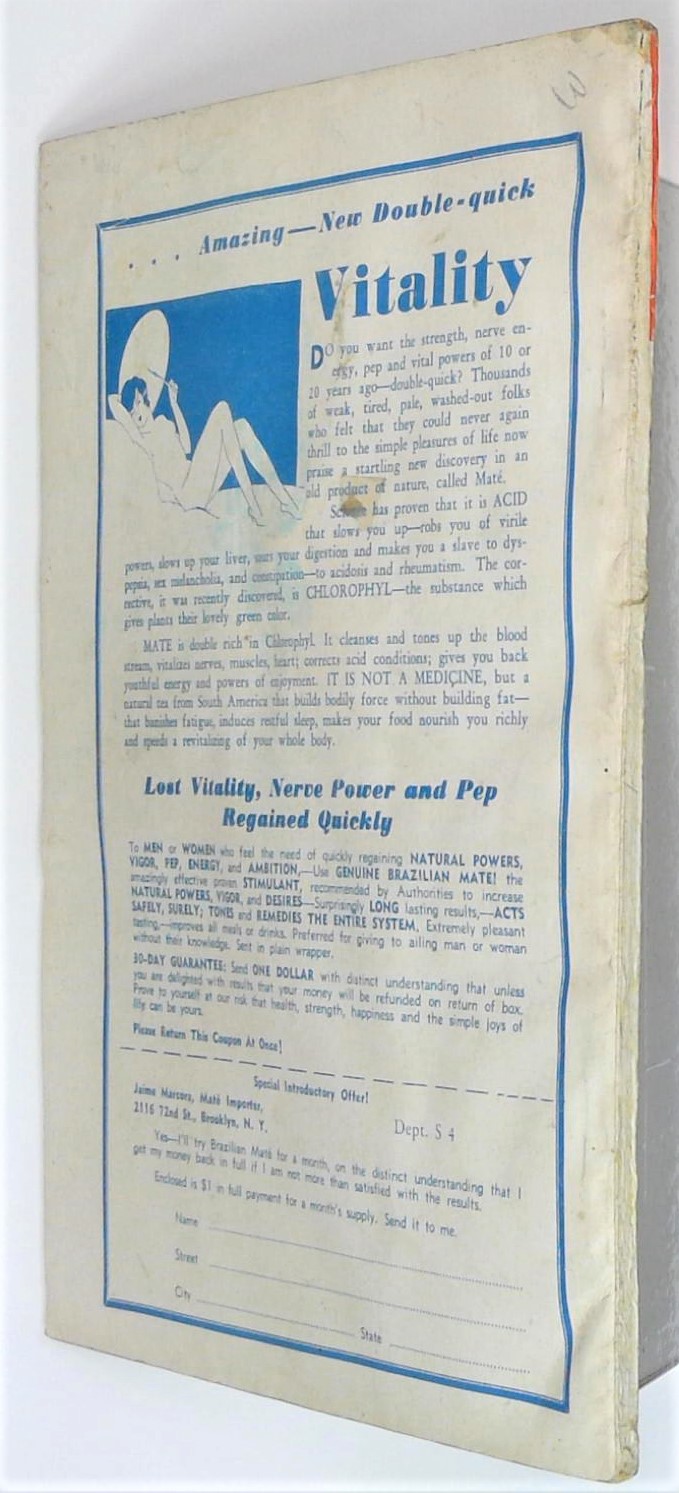 . . . Amazing—New Double-quick
Vitality
DO you want the strength, nerve en-
ergy, pep and vital powers of 10 or
20 years ago—double-quick? Thousands
of weak, tired, pale, washed-out folks
who felt that they could never again
thrill to the simple pleasures of life now
praise a startling new discovery in an
old product of nature, called Maté.
Science has proven that it is ACID
that slows you up—robs you of virile
powers, slows up your liver, sours your digestion and makes you a slave to dys-
pepsia, sex melancholia, and constipation—to acidosis and rheumatism. The cor-
rective, it was recently discovered, is CHLOROPHYL—the substance which
gives plants their lovely green color.
MATE is double rich in Chlorophyl. It cleanses and tones up the blood
stream, vitalizes nerves, muscles, heart; corrects acid conditions; gives you back
youthful energy and powers of enjoyment. IT IS NOT A MEDICINE, but a
natural tea from South America that builds bodily force without building fat—
that banishes fatigue, induces restful sleep, makes your food nourish you richly
and speeds a revitalizing of your whole body.
Lost Vitality, Nerve Power and Pep
Regained Quickly
To MEN or WOMEN who feel the need of quickly regaining NATURAL POWERS,
VIGOR, PEP, ENERGY, and AMBITION,—Use GENUINE BRAZILIAN MATE! the
amazingly effective proven STIMULANT, recommended by Authorities to increase
NATURAL POWERS, VIGOR, and DESIRES—Surprisingly LONG lasting results,—ACTS
SAFELY, SURELY; TONES and REMEDIES THE ENTIRE SYSTEM. Extremely pleasant
tasting,—improves all meals or drinks. Preferred for giving to ailing man or woman
without their knowledge. Sent in plain wrapper.
30-DAY GUARANTEE: Send ONE DOLLAR with distinct understanding that unless
you are delighted with results that your money will be refunded on return of box.
Prove to yourself at our risk that health, strength, happiness and the simple joys of
life can be yours.
Please Return This Coupon At Once!
Special Introductory Offer!
Jaime Marcors, Maté Importer,
2116 72nd St., Brooklyn, N. Y.
Dept. S 4
Yes—I'll try Brazilian Maté for a month, on the distinct understanding that I
get my money back in full if I am not more than satisfied with the results.
Enclosed is $1 in full payment for a month's supply. Send it to me.
Name
Street
City
State